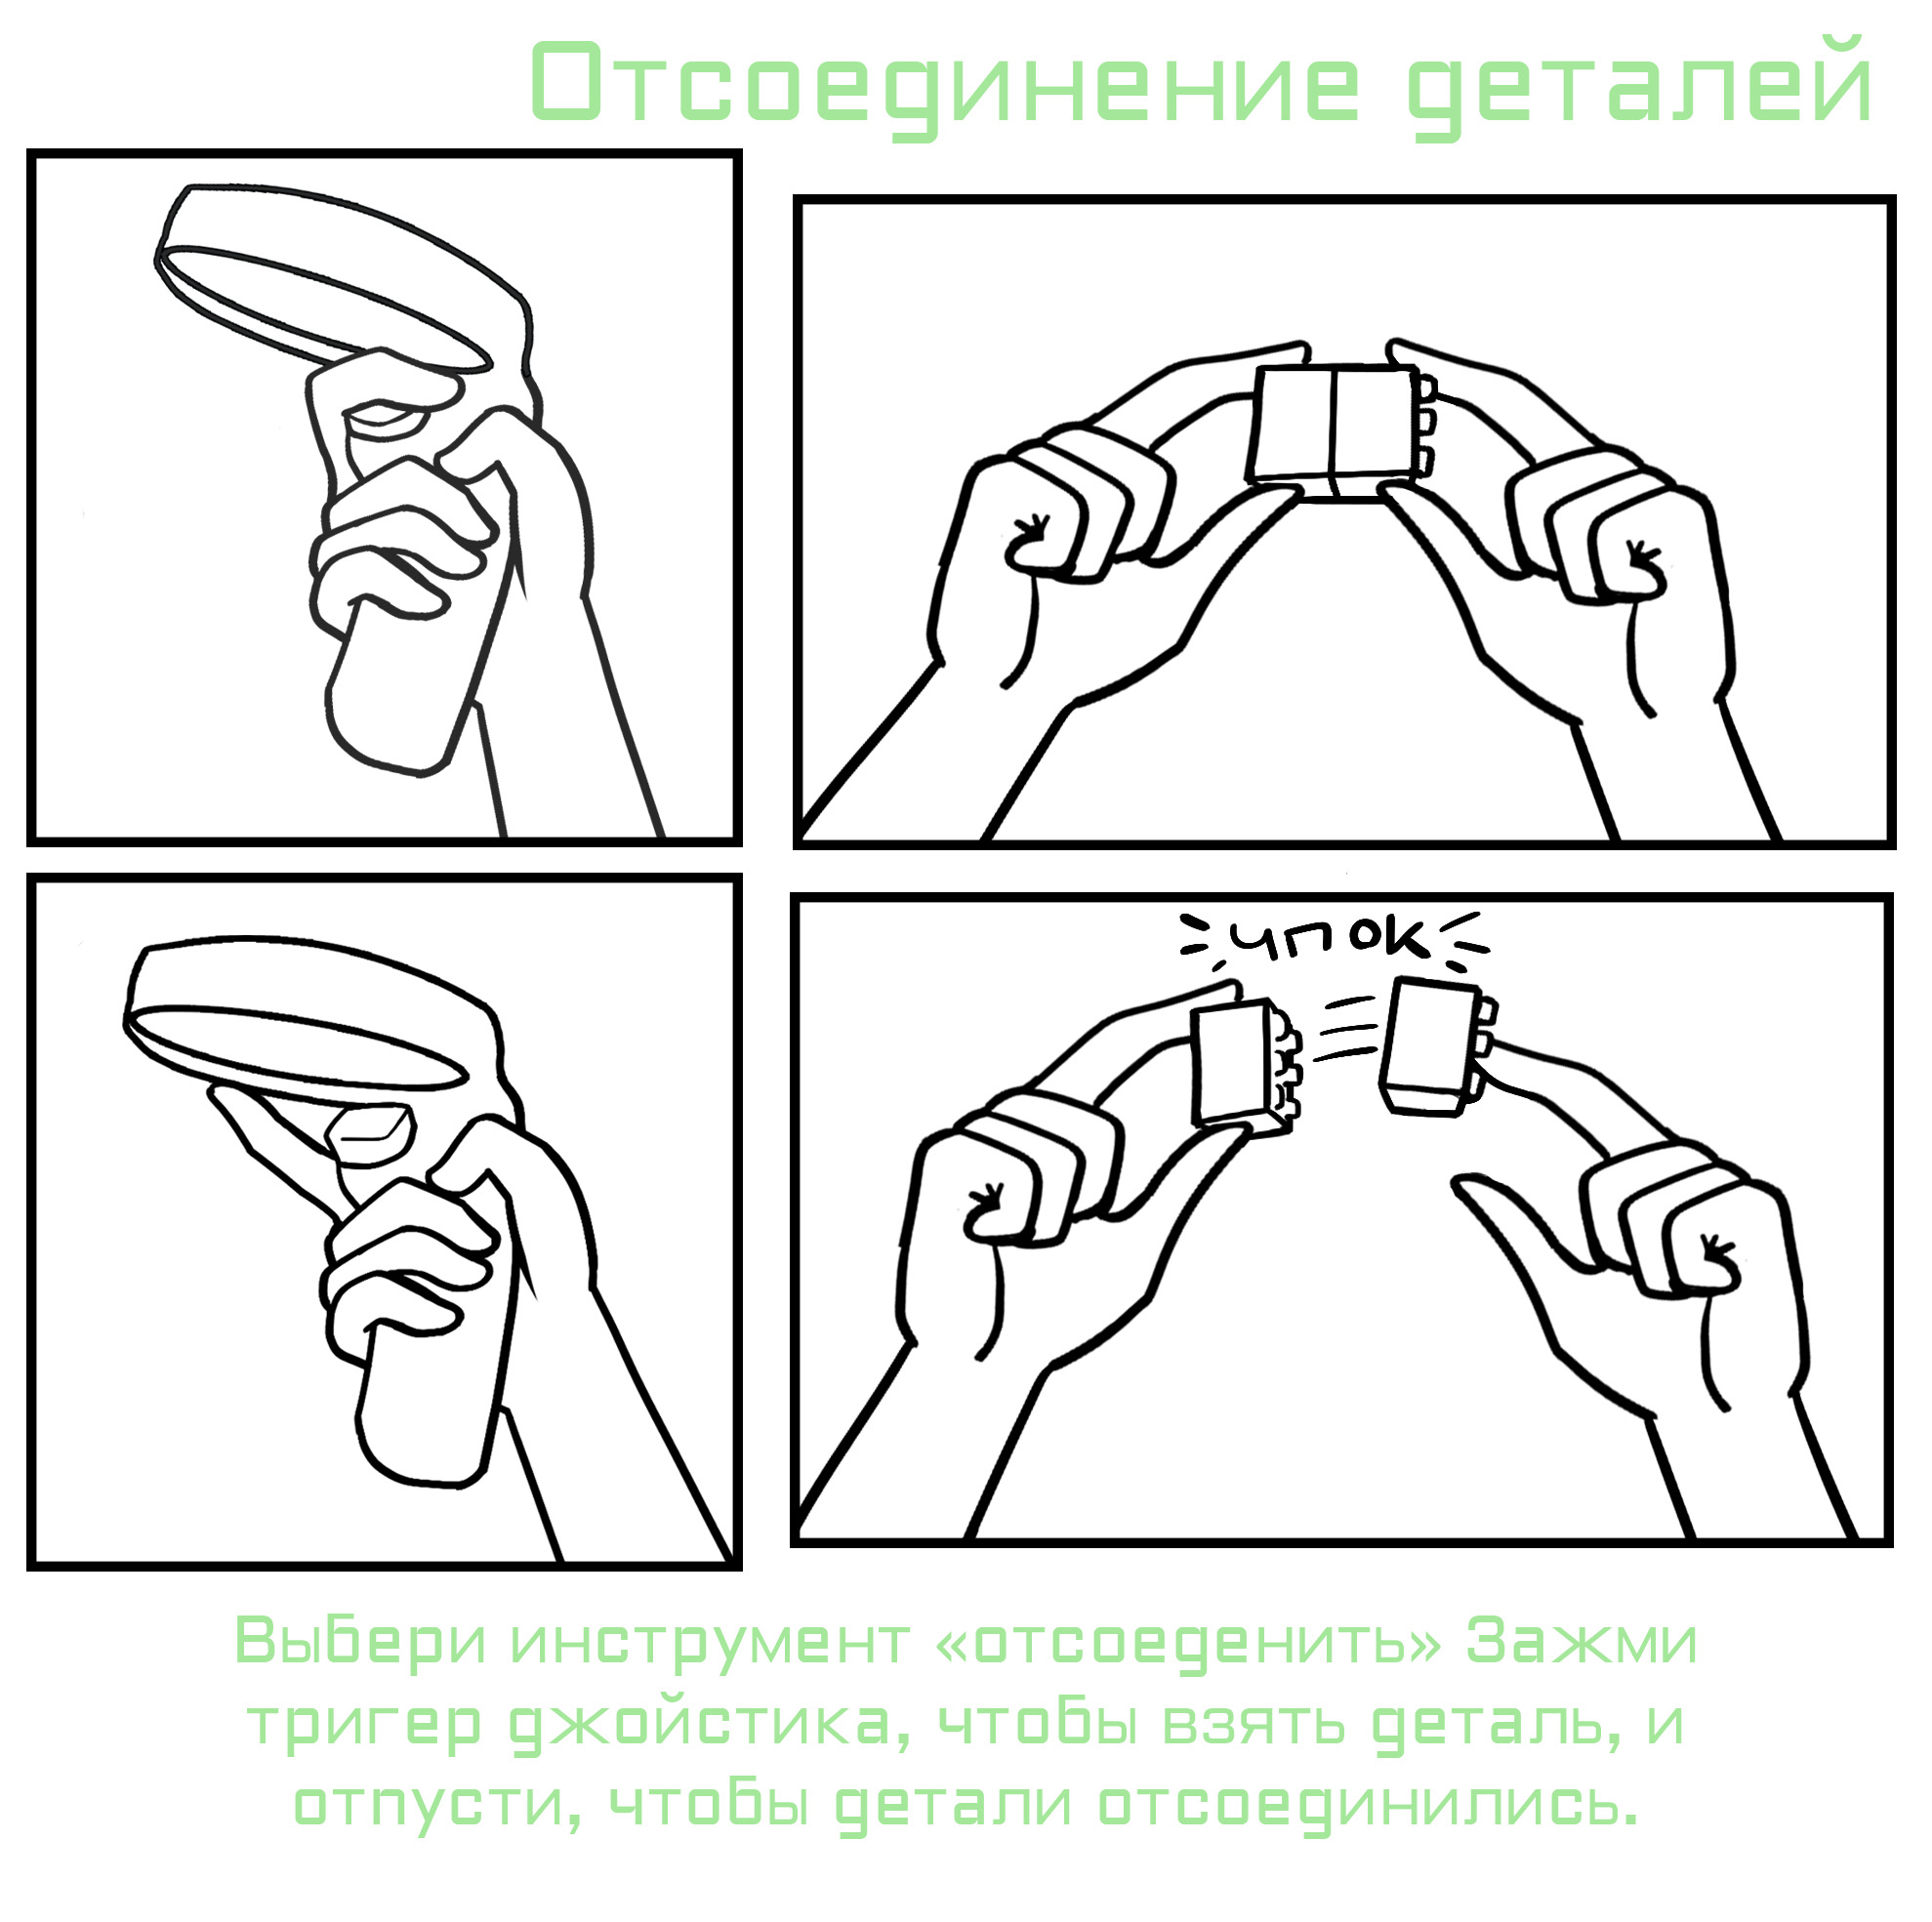 Отсоединение деталей
чпок
Выбери инструмент «отсоеденить» Зажми
тригер джойстика, чтобы взять деталь, и
отпусти, чтобы детали отсоединились.